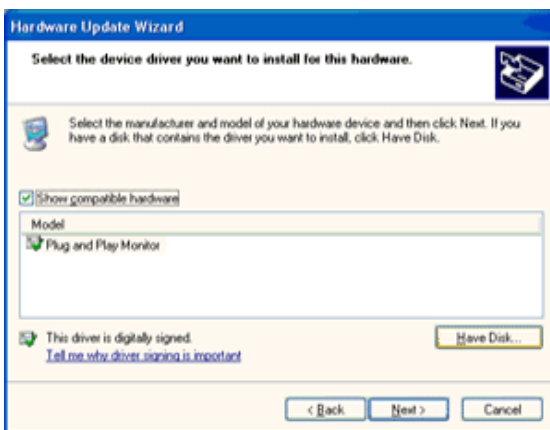 Hardware Update Wizard
Select the device driver you want to install for this hardware.
Select the manufacturer and model of your hardware device and then click Next. If you
have a disk that contains the driver you want to install, click Have Disk.
Show compatible hardware
Model
Plug and Play Monitor
This driver is digitally signed.
Tell me why driver signing is important
Have Disk...
< Back
Next >
Cancel